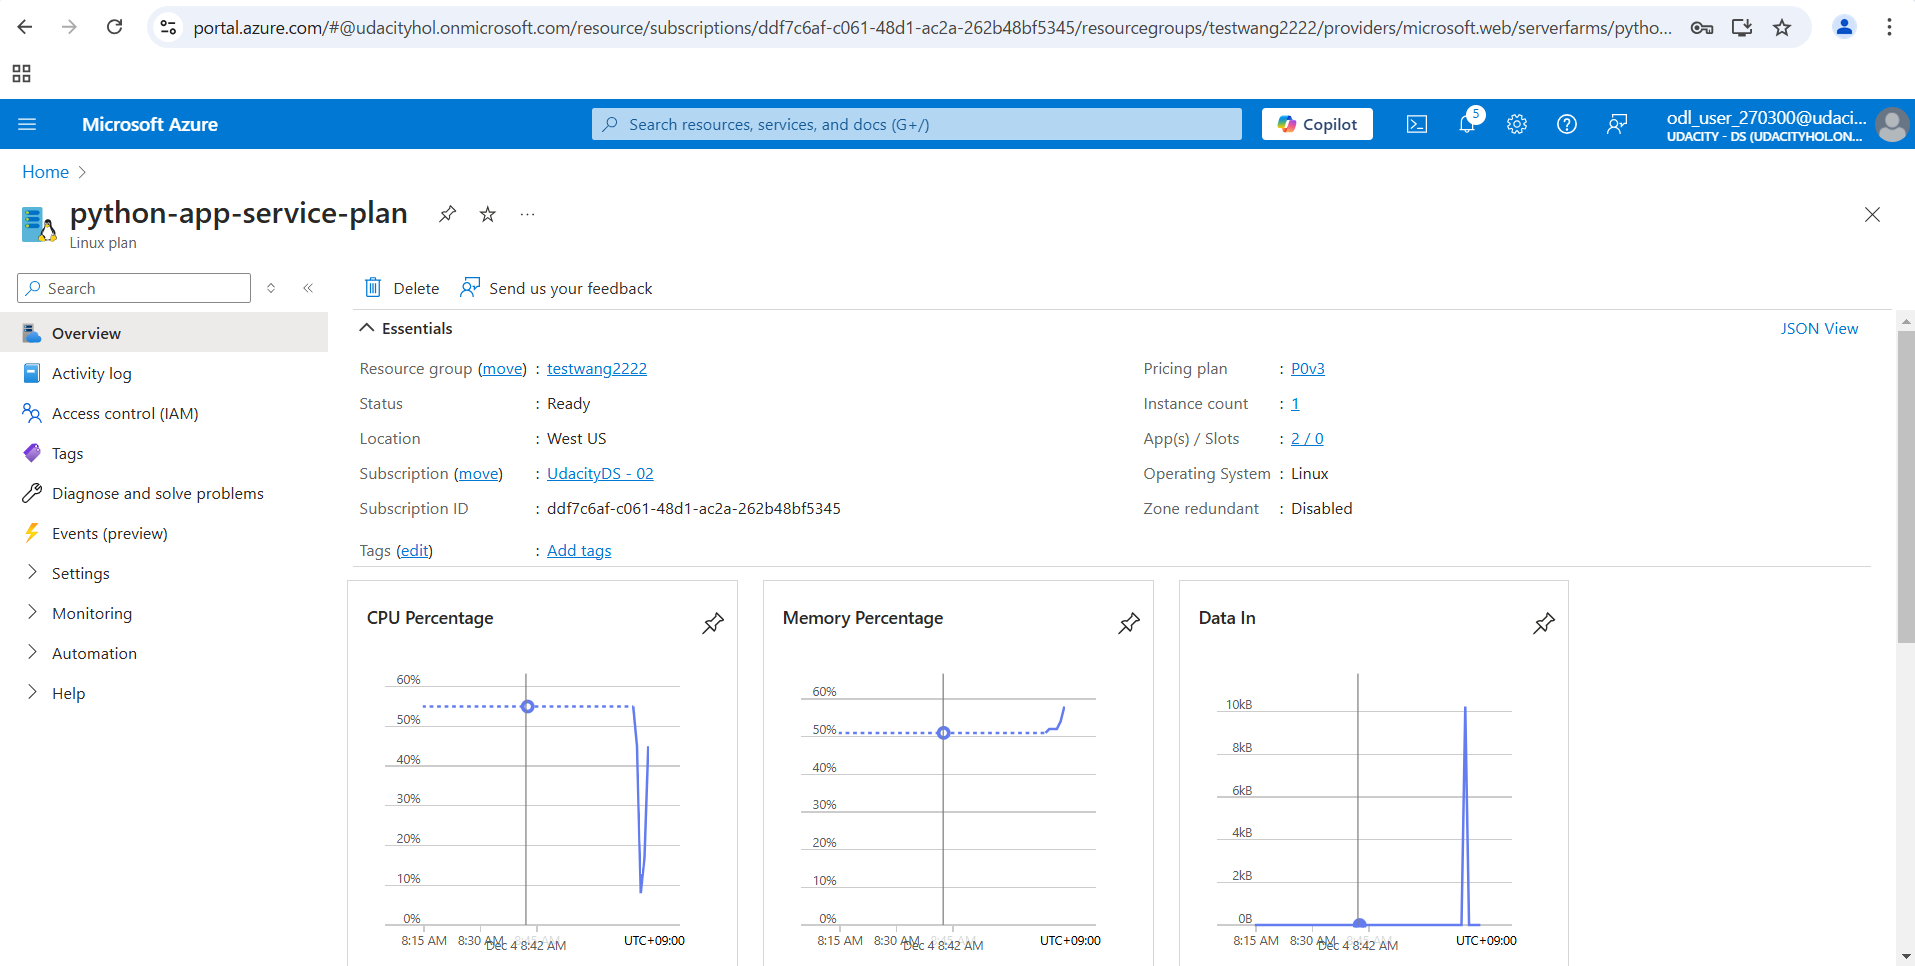 portal.azure.com/#@udacityhol.onmicrosoft.com/resource/subscriptions/ddf7c6af-c061-48d1-ac2a-262b48bf5345/resourcegroups/testwang2222/providers/microsoft.web/serverfarms/pytho...
Microsoft Azure
Search resources, services, and docs (G+/)
Copilot
5
odl_user_270300@udaci...
UDACITY - DS (UDACITYHOL.ON...
Home
python-app-service-plan
...
Linux plan
Search
Delete
Send us your feedback
Overview
Activity log
Access control (IAM)
Tags
Diagnose and solve problems
Events (preview)
Settings
Monitoring
Automation
Help
Essentials
JSON View
Resource group (move) : testwang2222
Status : Ready
Location : West US
Subscription (move) : UdacityDS - 02
Subscription ID : ddf7c6af-c061-48d1-ac2a-262b48bf5345
Tags (edit) : Add tags
Pricing plan : P0v3
Instance count : 1
App(s) / Slots : 2 / 0
Operating System : Linux
Zone redundant : Disabled
CPU Percentage
60%
50%
40%
30%
20%
10%
0%
8:15 AM 8:30 AM 8:45 AM UTC+09:00
Dec 4 8:42 AM
Memory Percentage
60%
50%
40%
30%
20%
10%
0%
8:15 AM 8:30 AM 8:45 AM UTC+09:00
Dec 4 8:42 AM
Data In
10kB
8kB
6kB
4kB
2kB
0B
8:15 AM 8:30 AM 8:45 AM UTC+09:00
Dec 4 8:42 AM